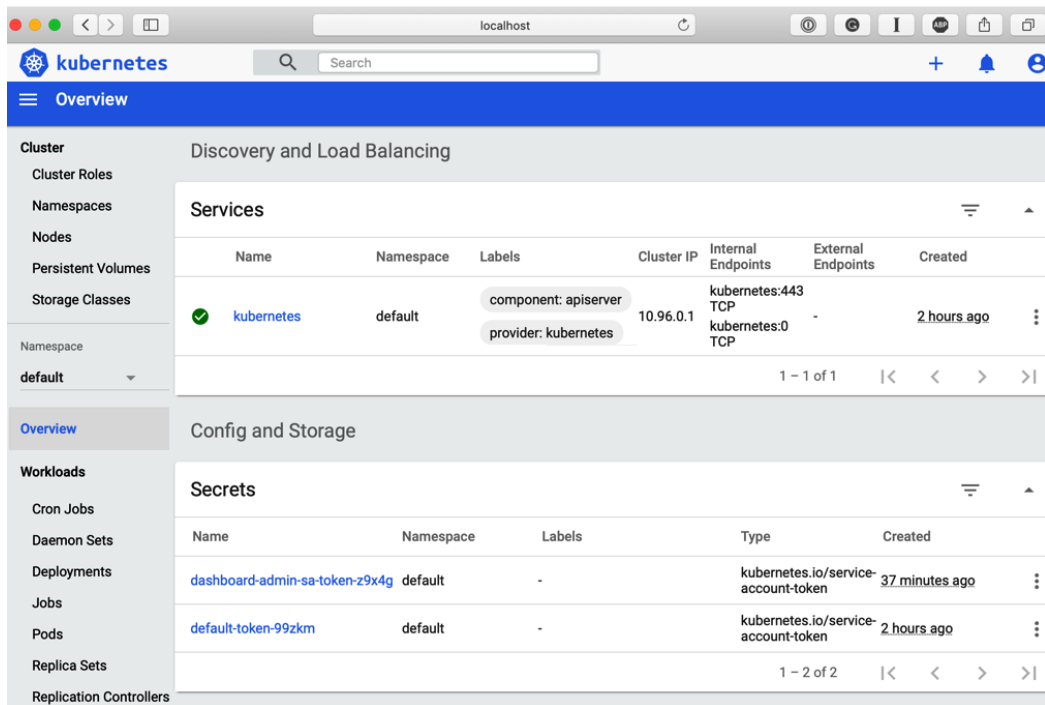 localhost
ABP
kubernetes
Search
Overview
Cluster
Cluster Roles
Namespaces
Nodes
Persistent Volumes
Storage Classes
Namespace
default
Overview
Workloads
Cron Jobs
Daemon Sets
Deployments
Jobs
Pods
Replica Sets
Replication Controllers
Discovery and Load Balancing
Services
Name Namespace Labels Cluster IP Internal Endpoints External Endpoints Created
kubernetes default component: apiserver provider: kubernetes 10.96.0.1 kubernetes:443 TCP kubernetes:0 TCP - 2 hours ago
1 – 1 of 1
Config and Storage
Secrets
Name Namespace Labels Type Created
dashboard-admin-sa-token-z9x4g default - kubernetes.io/service-account-token 37 minutes ago
default-token-99zkm default - kubernetes.io/service-account-token 2 hours ago
1 – 2 of 2